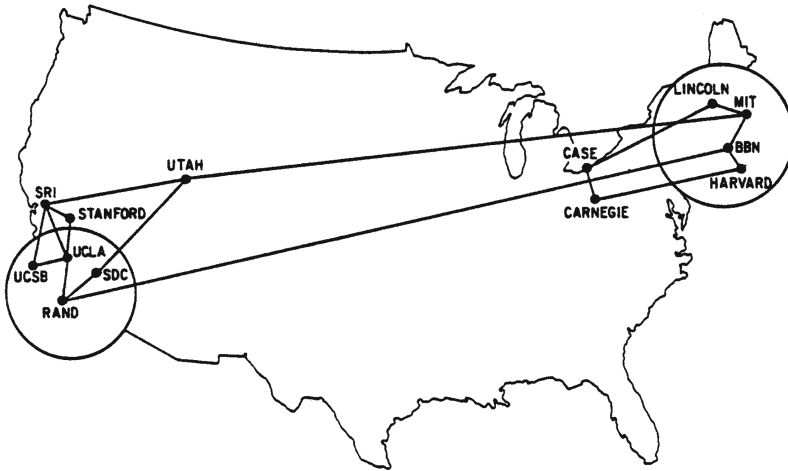 LINCOLN
MIT
CASE
BBN
UTAH
HARVARD
SRI
STANFORD
CARNEGIE
UCLA
UCSB
SDC
RAND